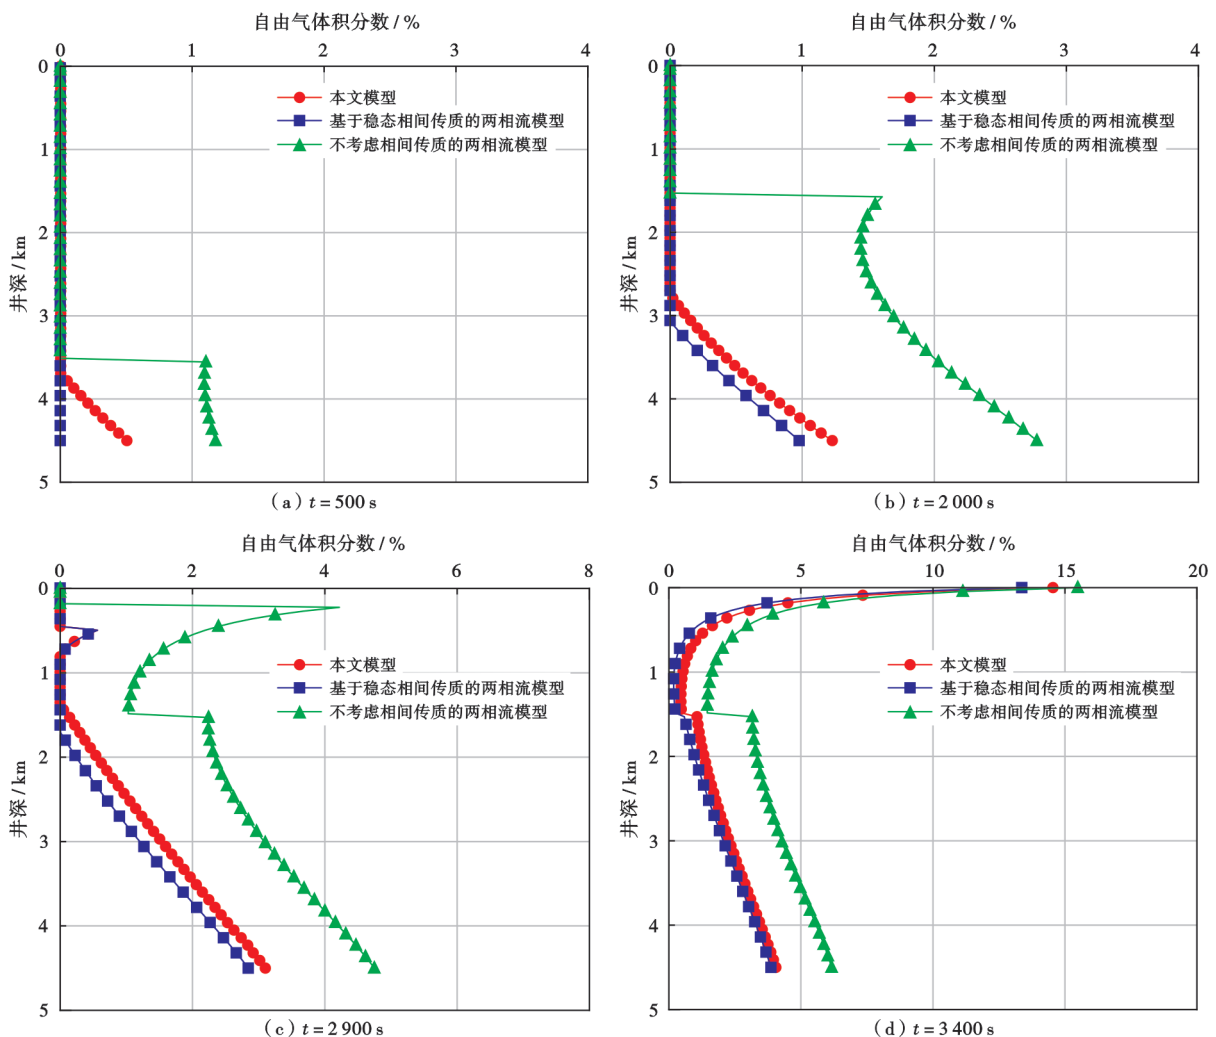 自由气体积分数 / %
0 1 2 3 4
0
1
2
3
4
5
井深 / km
本文模型
基于稳态相间传质的两相流模型
不考虑相间传质的两相流模型
（a）t = 500 s
自由气体积分数 / %
0 1 2 3 4
0
1
2
3
4
5
井深 / km
本文模型
基于稳态相间传质的两相流模型
不考虑相间传质的两相流模型
（b）t = 2 000 s
自由气体积分数 / %
0 2 4 6 8
0
1
2
3
4
5
井深 / km
本文模型
基于稳态相间传质的两相流模型
不考虑相间传质的两相流模型
（c）t = 2 900 s
自由气体积分数 / %
0 5 10 15 20
0
1
2
3
4
5
井深 / km
本文模型
基于稳态相间传质的两相流模型
不考虑相间传质的两相流模型
（d）t = 3 400 s